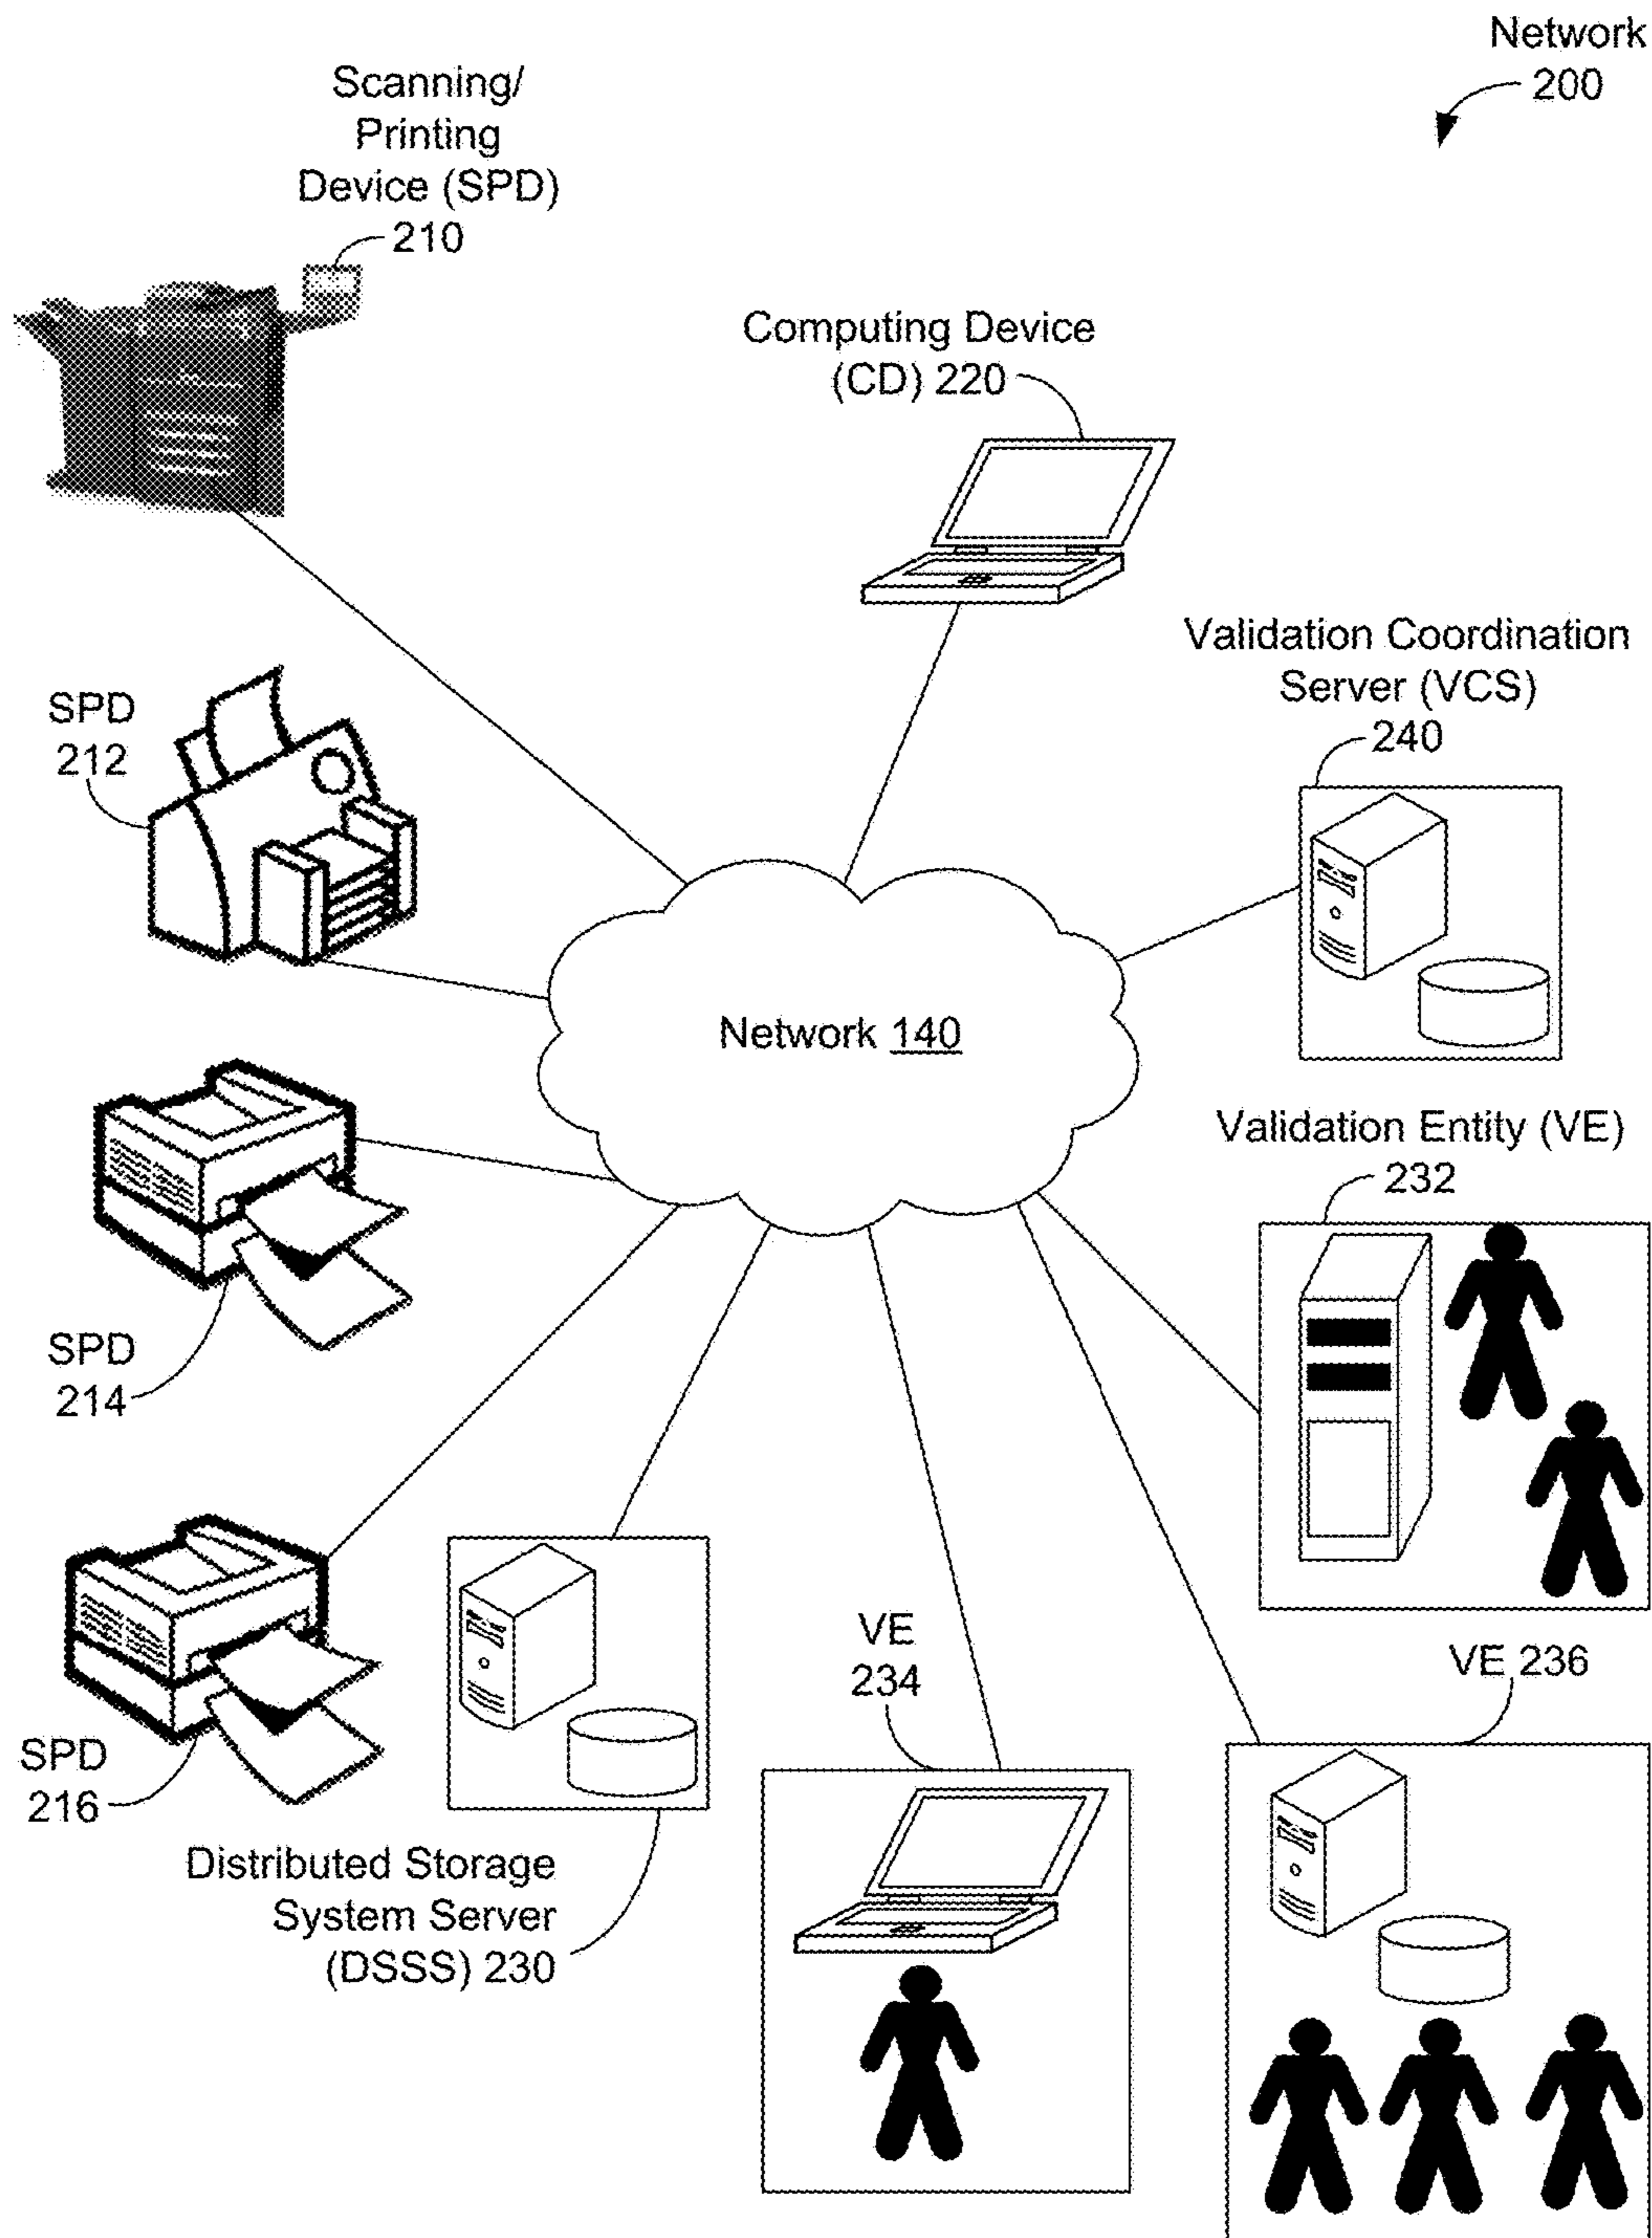 Network
200
Scanning/
Printing
Device (SPD)
210
Computing Device
(CD) 220
Validation Coordination
Server (VCS)
240
SPD
212
Network 140
Validation Entity (VE)
232
SPD
214
VE
234
VE 236
SPD
216
Distributed Storage
System Server
(DSSS) 230